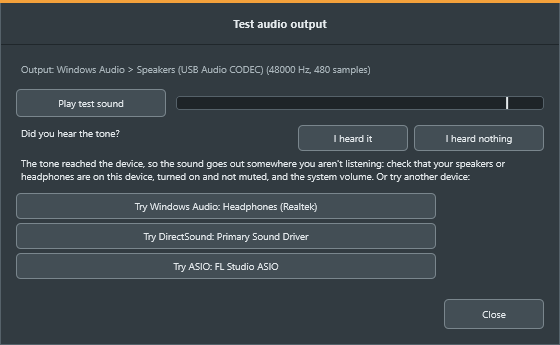 Test audio output
Output: Windows Audio > Speakers (USB Audio CODEC) (48000 Hz, 480 samples)
Play test sound
Did you hear the tone?
I heard it
I heard nothing
The tone reached the device, so the sound goes out somewhere you aren't listening: check that your speakers or
headphones are on this device, turned on and not muted, and the system volume. Or try another device:
Try Windows Audio: Headphones (Realtek)
Try DirectSound: Primary Sound Driver
Try ASIO: FL Studio ASIO
Close